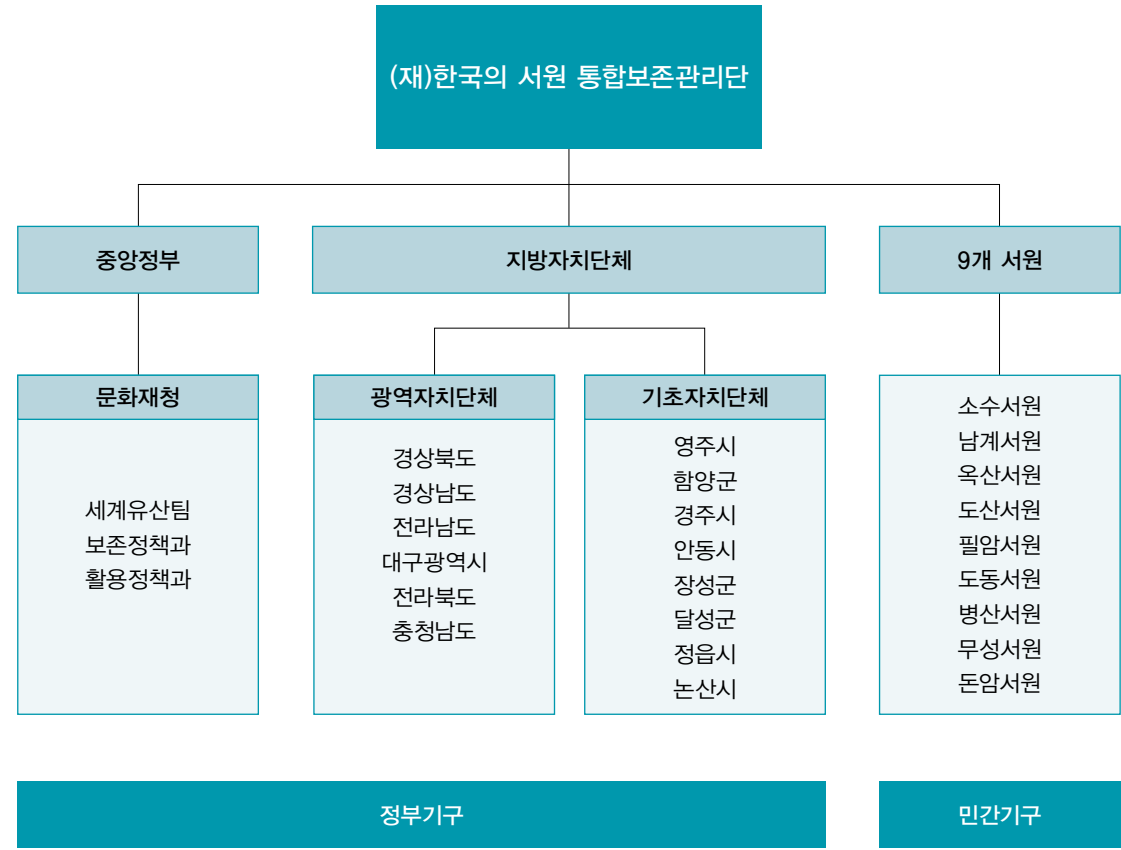 (재)한국의 서원 통합보존관리단
중앙정부
지방자치단체
9개 서원
문화재청
세계유산팀
보존정책과
활용정책과
광역자치단체
경상북도
경상남도
전라남도
대구광역시
전라북도
충청남도
기초자치단체
영주시
함양군
경주시
안동시
장성군
달성군
정읍시
논산시
소수서원
남계서원
옥산서원
도산서원
필암서원
도동서원
병산서원
무성서원
돈암서원
정부기구
민간기구